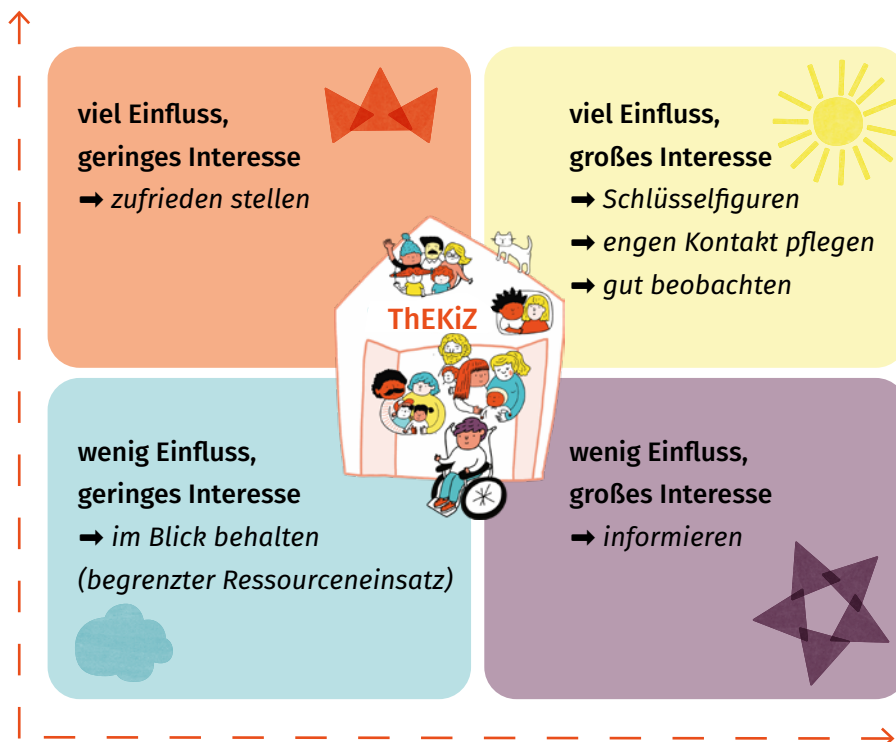 viel Einfluss,
geringes Interesse
➡ zufrieden stellen
viel Einfluss,
großes Interesse
➡ Schlüsselfiguren
➡ engen Kontakt pflegen
➡ gut beobachten
ThEKiZ
wenig Einfluss,
geringes Interesse
➡ im Blick behalten
(begrenzter Ressourceneinsatz)
wenig Einfluss,
großes Interesse
➡ informieren